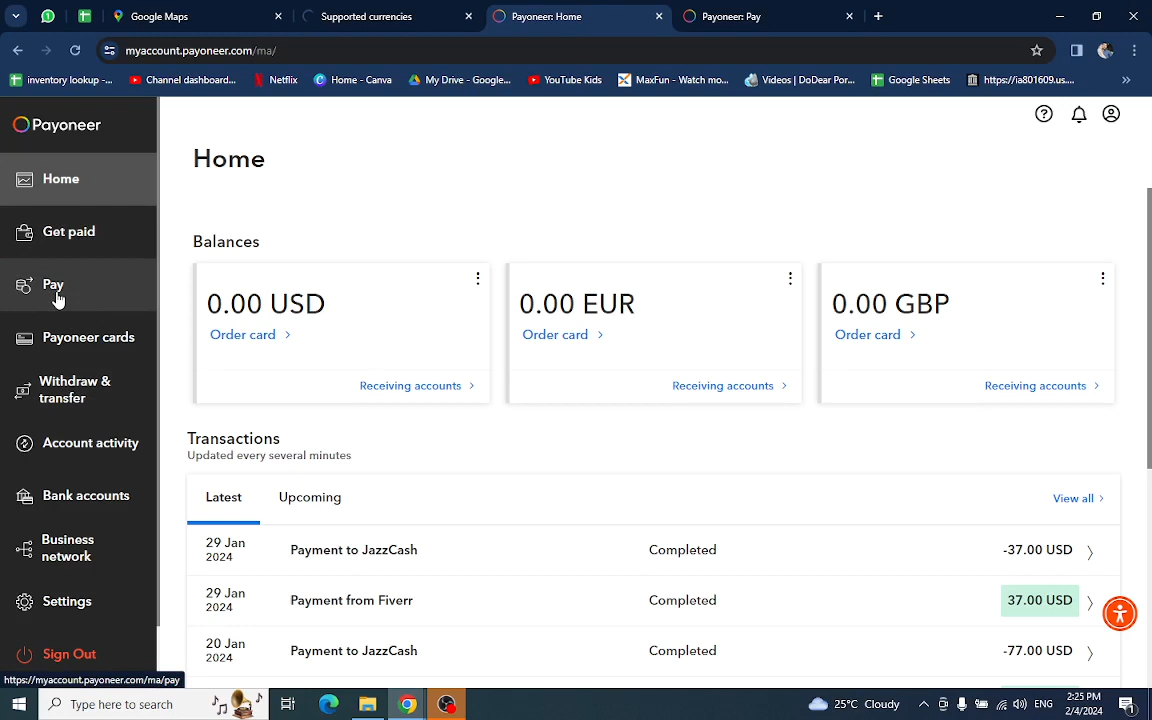 Google Maps
Supported currencies
Payoneer: Home
Payoneer: Pay
myaccount.payoneer.com/ma/
inventory lookup -...
Channel dashboard...
Netflix
Home - Canva
My Drive - Google...
YouTube Kids
MaxFun - Watch mo...
Videos | DoDear Por...
Google Sheets
https://ia801609.us....
Payoneer
Home
Get paid
Pay
Payoneer cards
Withdraw &
transfer
Account activity
Bank accounts
Business
network
Settings
Sign Out
https://myaccount.payoneer.com/ma/pay
Home
Balances
0.00 USD
Order card
Receiving accounts
0.00 EUR
Order card
Receiving accounts
0.00 GBP
Order card
Receiving accounts
Transactions
Updated every several minutes
Latest
Upcoming
View all
29 Jan
2024
Payment to JazzCash
Completed
-37.00 USD
29 Jan
2024
Payment from Fiverr
Completed
37.00 USD
20 Jan
2024
Payment to JazzCash
Completed
-77.00 USD
Type here to search
25°C Cloudy
ENG
2:25 PM
2/4/2024
1